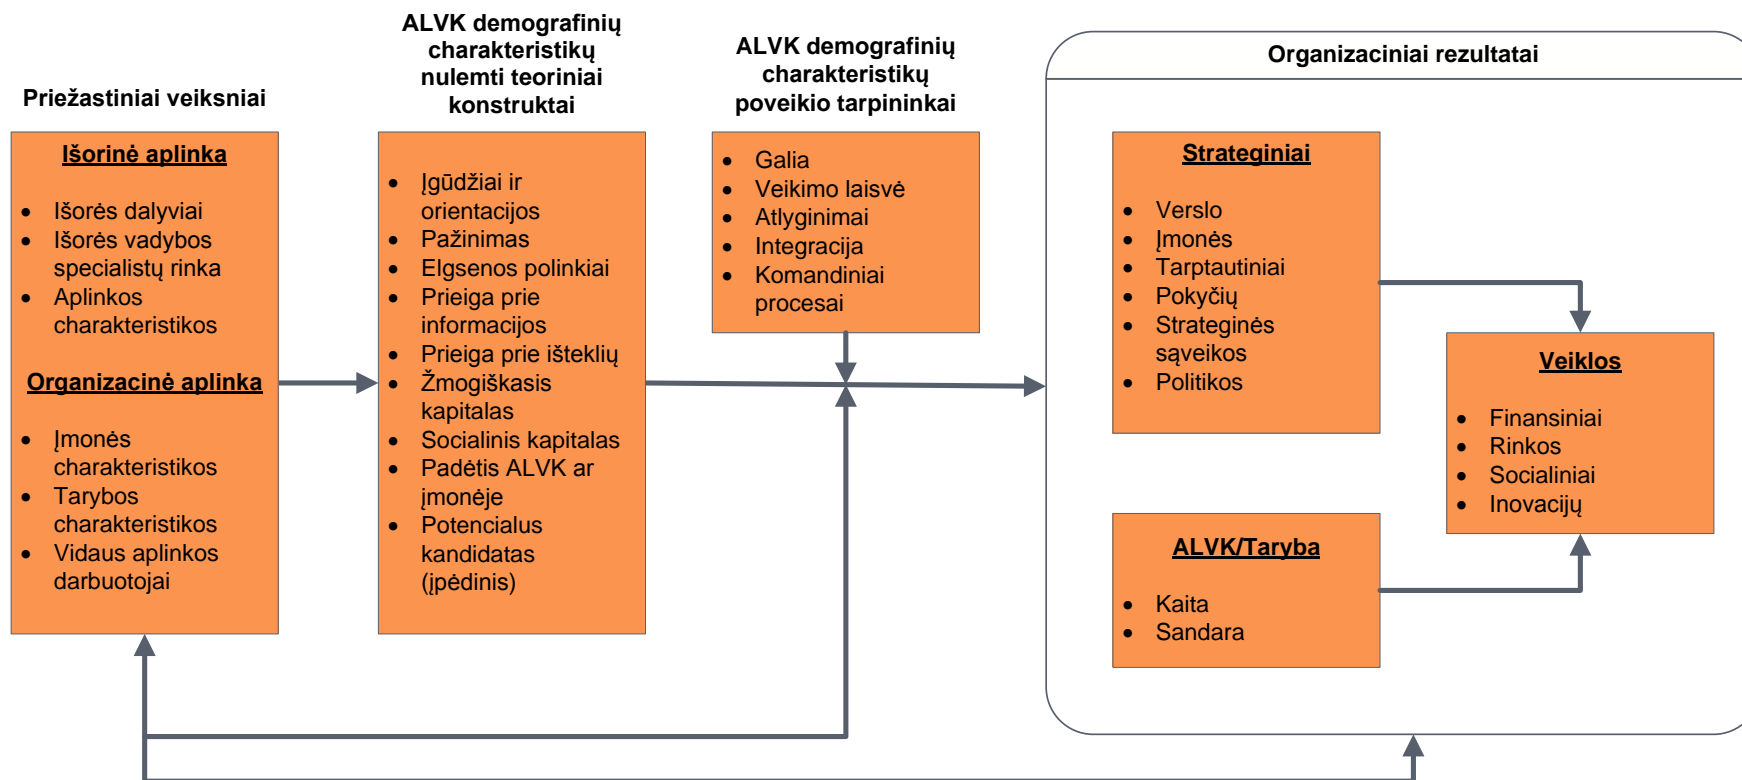 Priežastiniai veiksniai
Išorinė aplinka
Išorės dalyviai
Išorės vadybos
specialistų rinka
Aplinkos
charakteristikos
Organizacinė aplinka
Įmonės
charakteristikos
Tarybos
charakteristikos
Vidaus aplinkos
darbuotojai
ALVK demografinių
charakteristikų
nulemti teoriniai
konstruktai
Įgūdžiai ir
orientacijos
Pažinimas
Elgsenos polinkiai
Prieiga prie
informacijos
Prieiga prie išteklių
Žmogiškasis
kapitalas
Socialinis kapitalas
Padėtis ALVK ar
įmonėje
Potencialus
kandidatas
(įpėdinis)
ALVK demografinių
charakteristikų
poveikio tarpininkai
Galia
Veikimo laisvė
Atlyginimai
Integracija
Komandiniai
procesai
Organizaciniai rezultatai
Strateginiai
Verslo
Įmonės
Tarptautiniai
Pokyčių
Strateginės
sąveikos
Politikos
ALVK/Taryba
Kaita
Sandara
Veiklos
Finansiniai
Rinkos
Socialiniai
Inovacijų